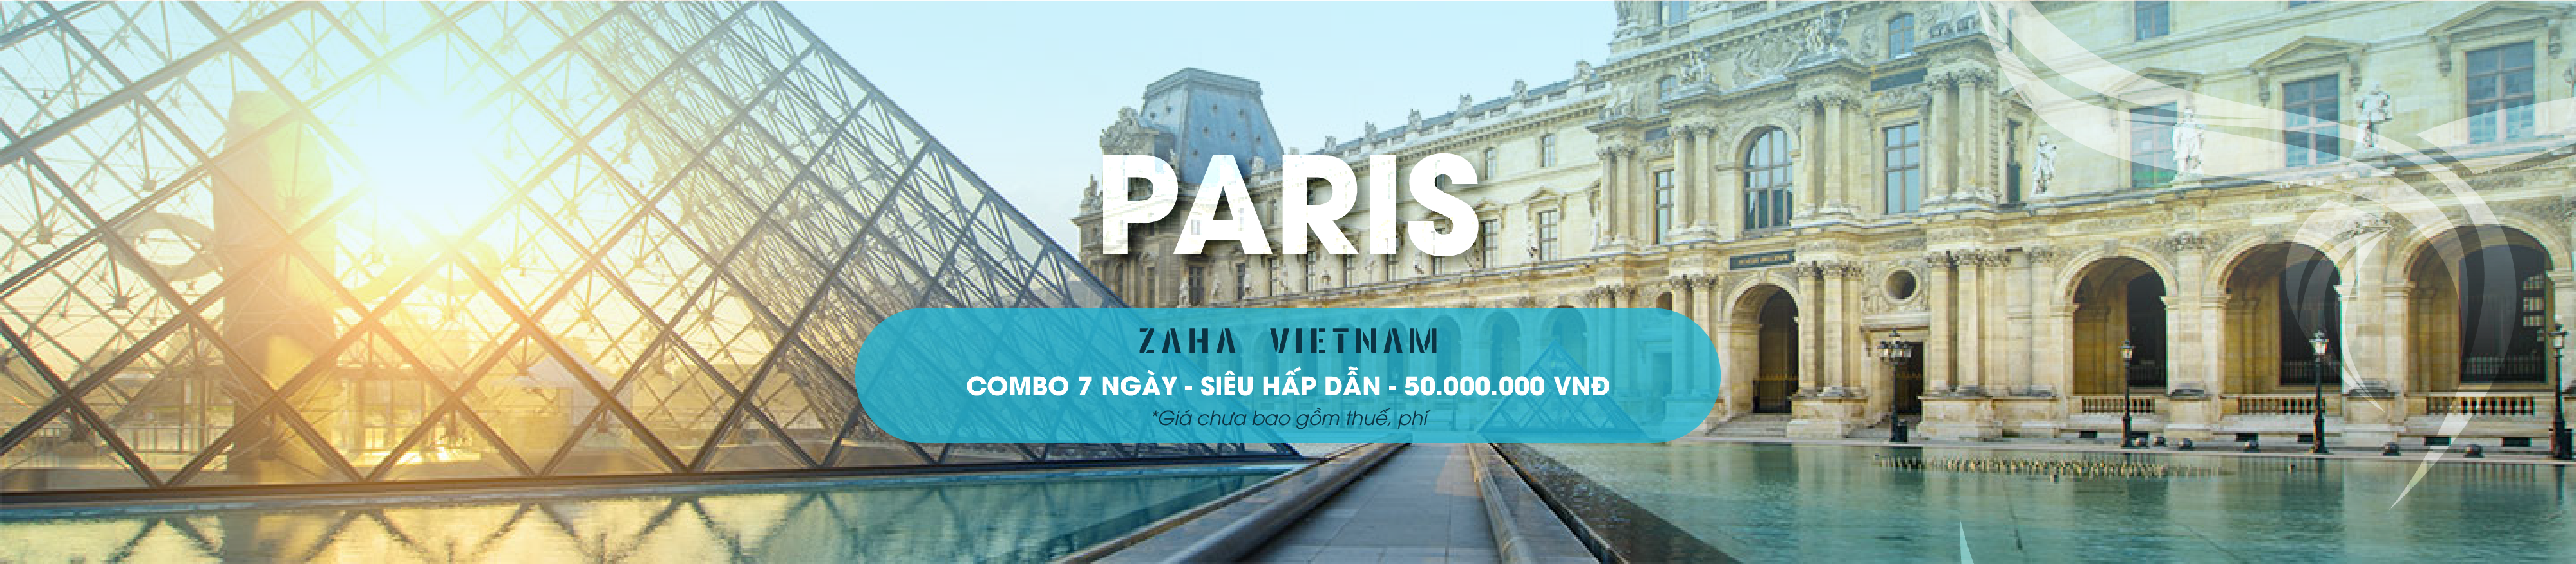 PARIS
ZAHA VIETNAM
COMBO 7 NGÀY - SIÊU HẤP DẪN - 50.000.000 VNĐ
*Giá chưa bao gồm thuế, phí